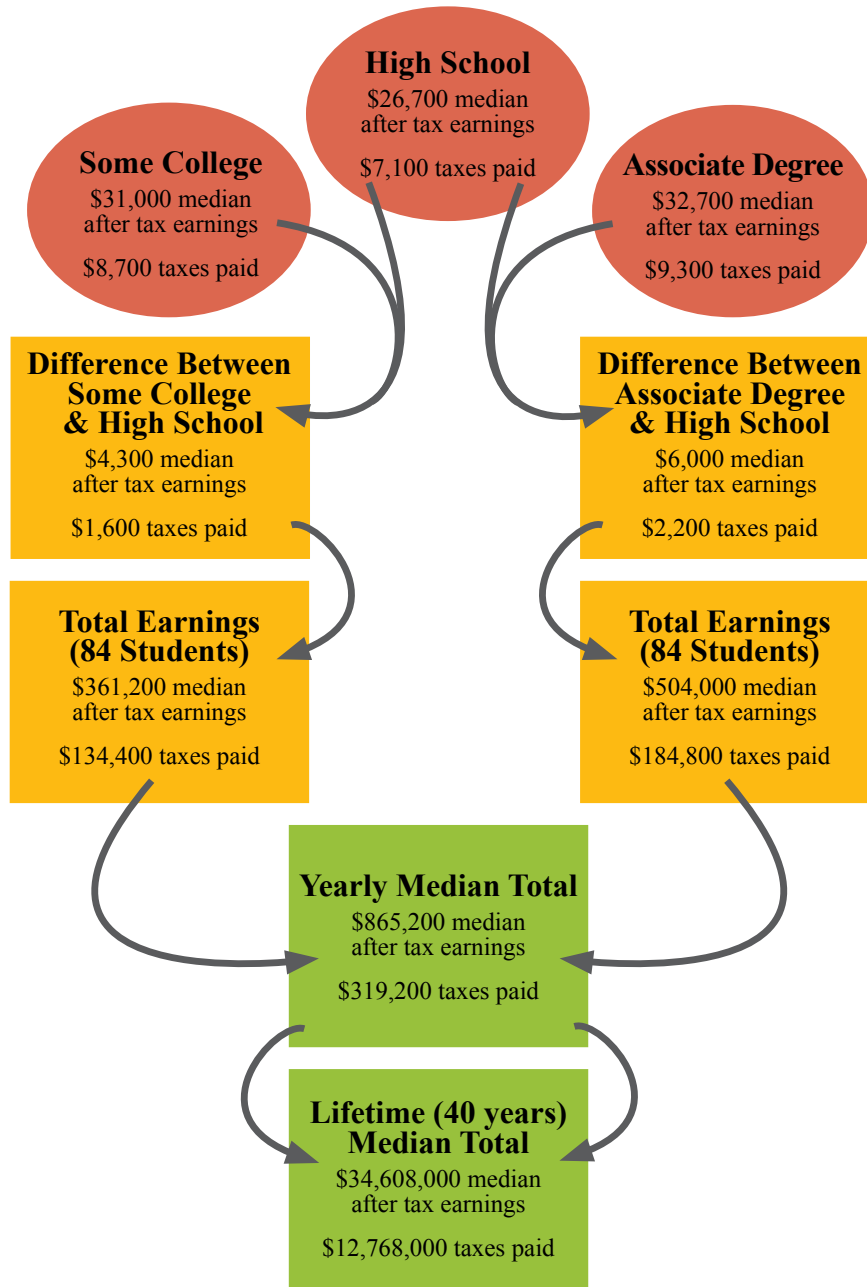 High School
$26,700 median
after tax earnings
$7,100 taxes paid
Some College
$31,000 median
after tax earnings
$8,700 taxes paid
Associate Degree
$32,700 median
after tax earnings
$9,300 taxes paid
Difference Between
Some College
& High School
$4,300 median
after tax earnings
$1,600 taxes paid
Difference Between
Associate Degree
& High School
$6,000 median
after tax earnings
$2,200 taxes paid
Total Earnings
(84 Students)
$361,200 median
after tax earnings
$134,400 taxes paid
Total Earnings
(84 Students)
$504,000 median
after tax earnings
$184,800 taxes paid
Yearly Median Total
$865,200 median
after tax earnings
$319,200 taxes paid
Lifetime (40 years)
Median Total
$34,608,000 median
after tax earnings
$12,768,000 taxes paid